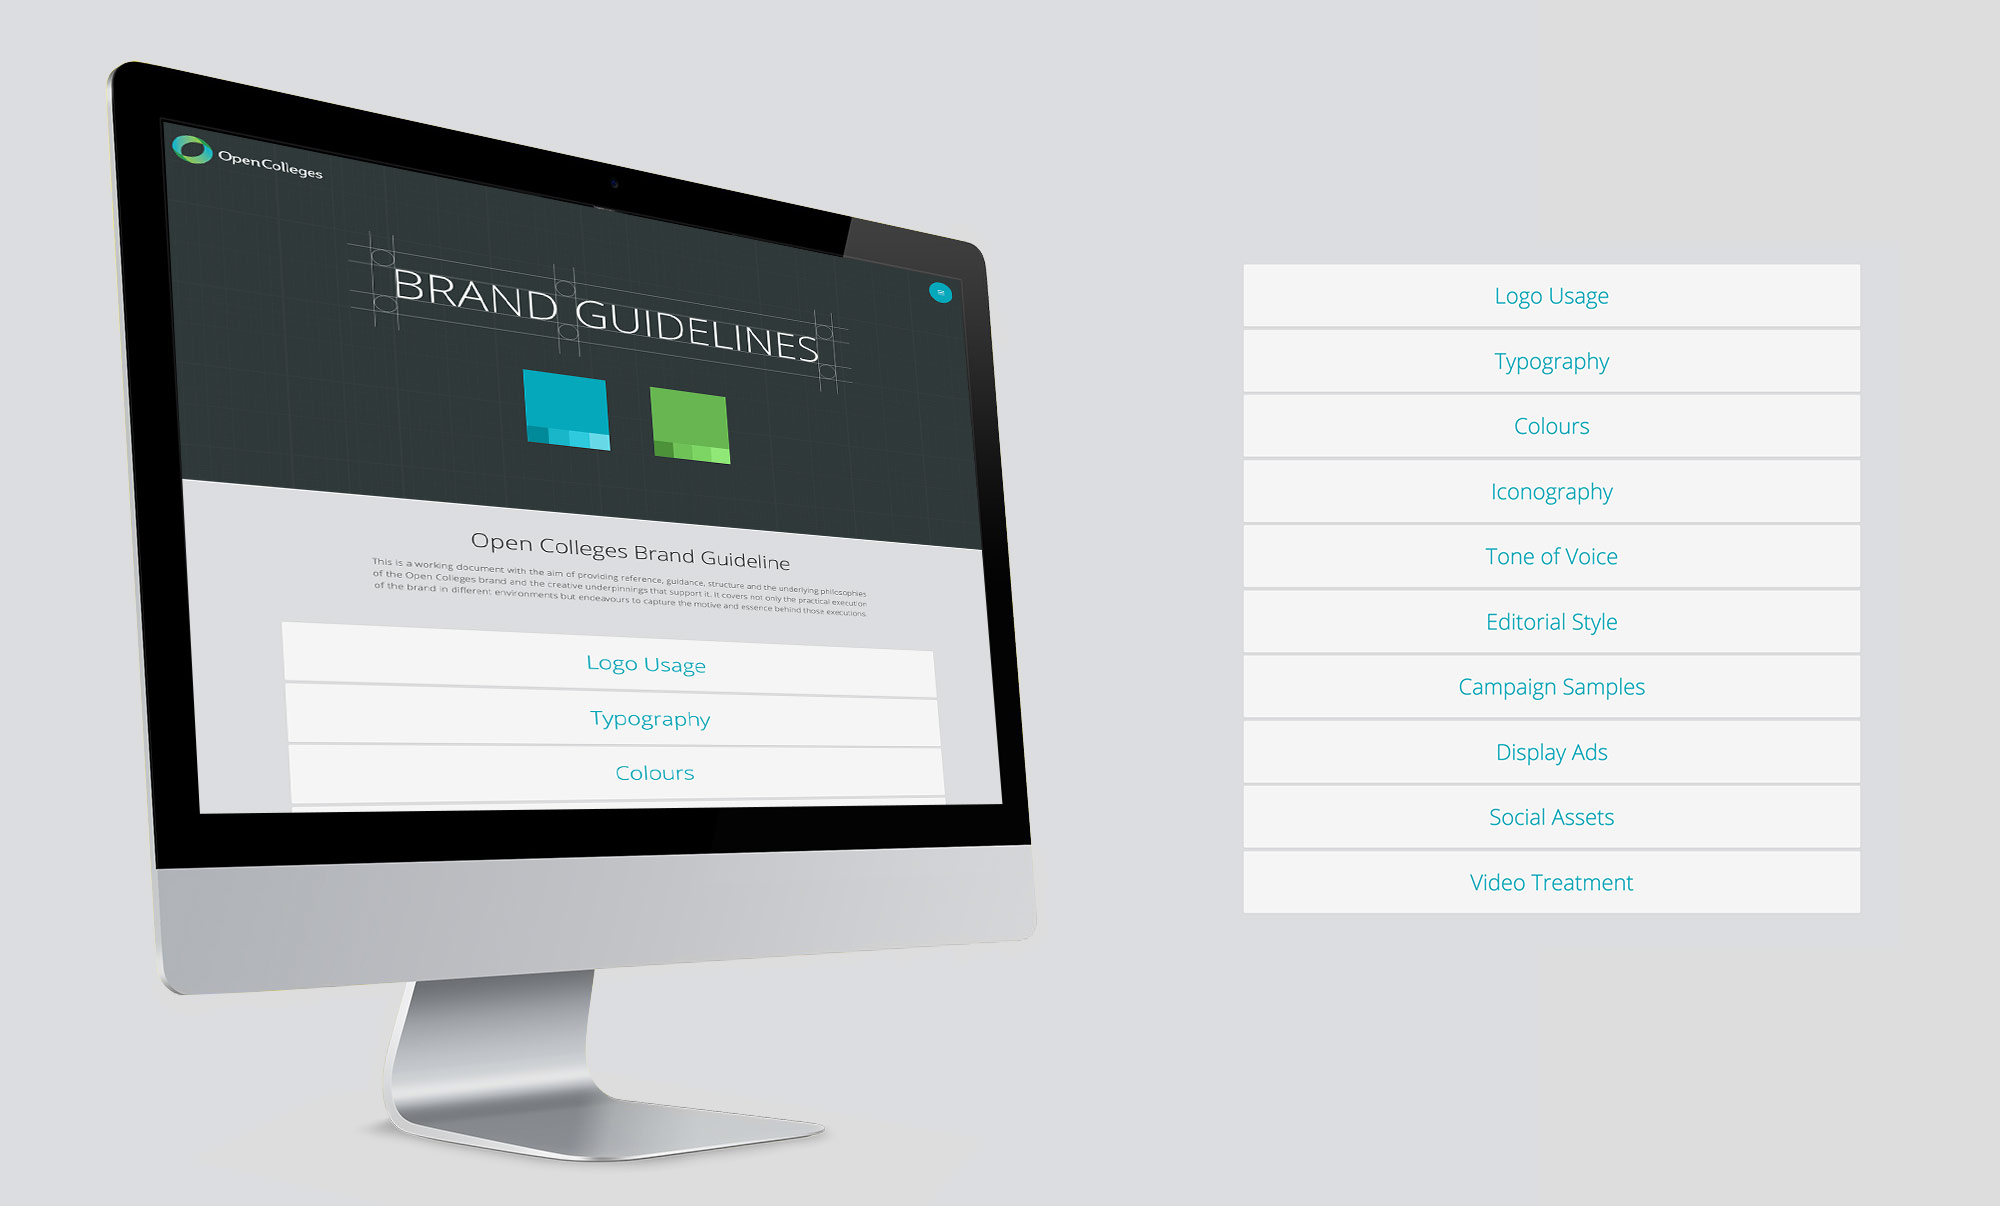 OpenColleges
BRAND GUIDELINES
Open Colleges Brand Guideline
This is a working document with the aim of providing reference, guidance, structure and the underlying philosophies
of the Open Colleges brand and the creative underpinnings that support it. It covers not only the practical execution
of the brand in different environments but endeavours to capture the motive and essence behind those executions.
Logo Usage
Typography
Colours
Logo Usage
Typography
Colours
Iconography
Tone of Voice
Editorial Style
Campaign Samples
Display Ads
Social Assets
Video Treatment